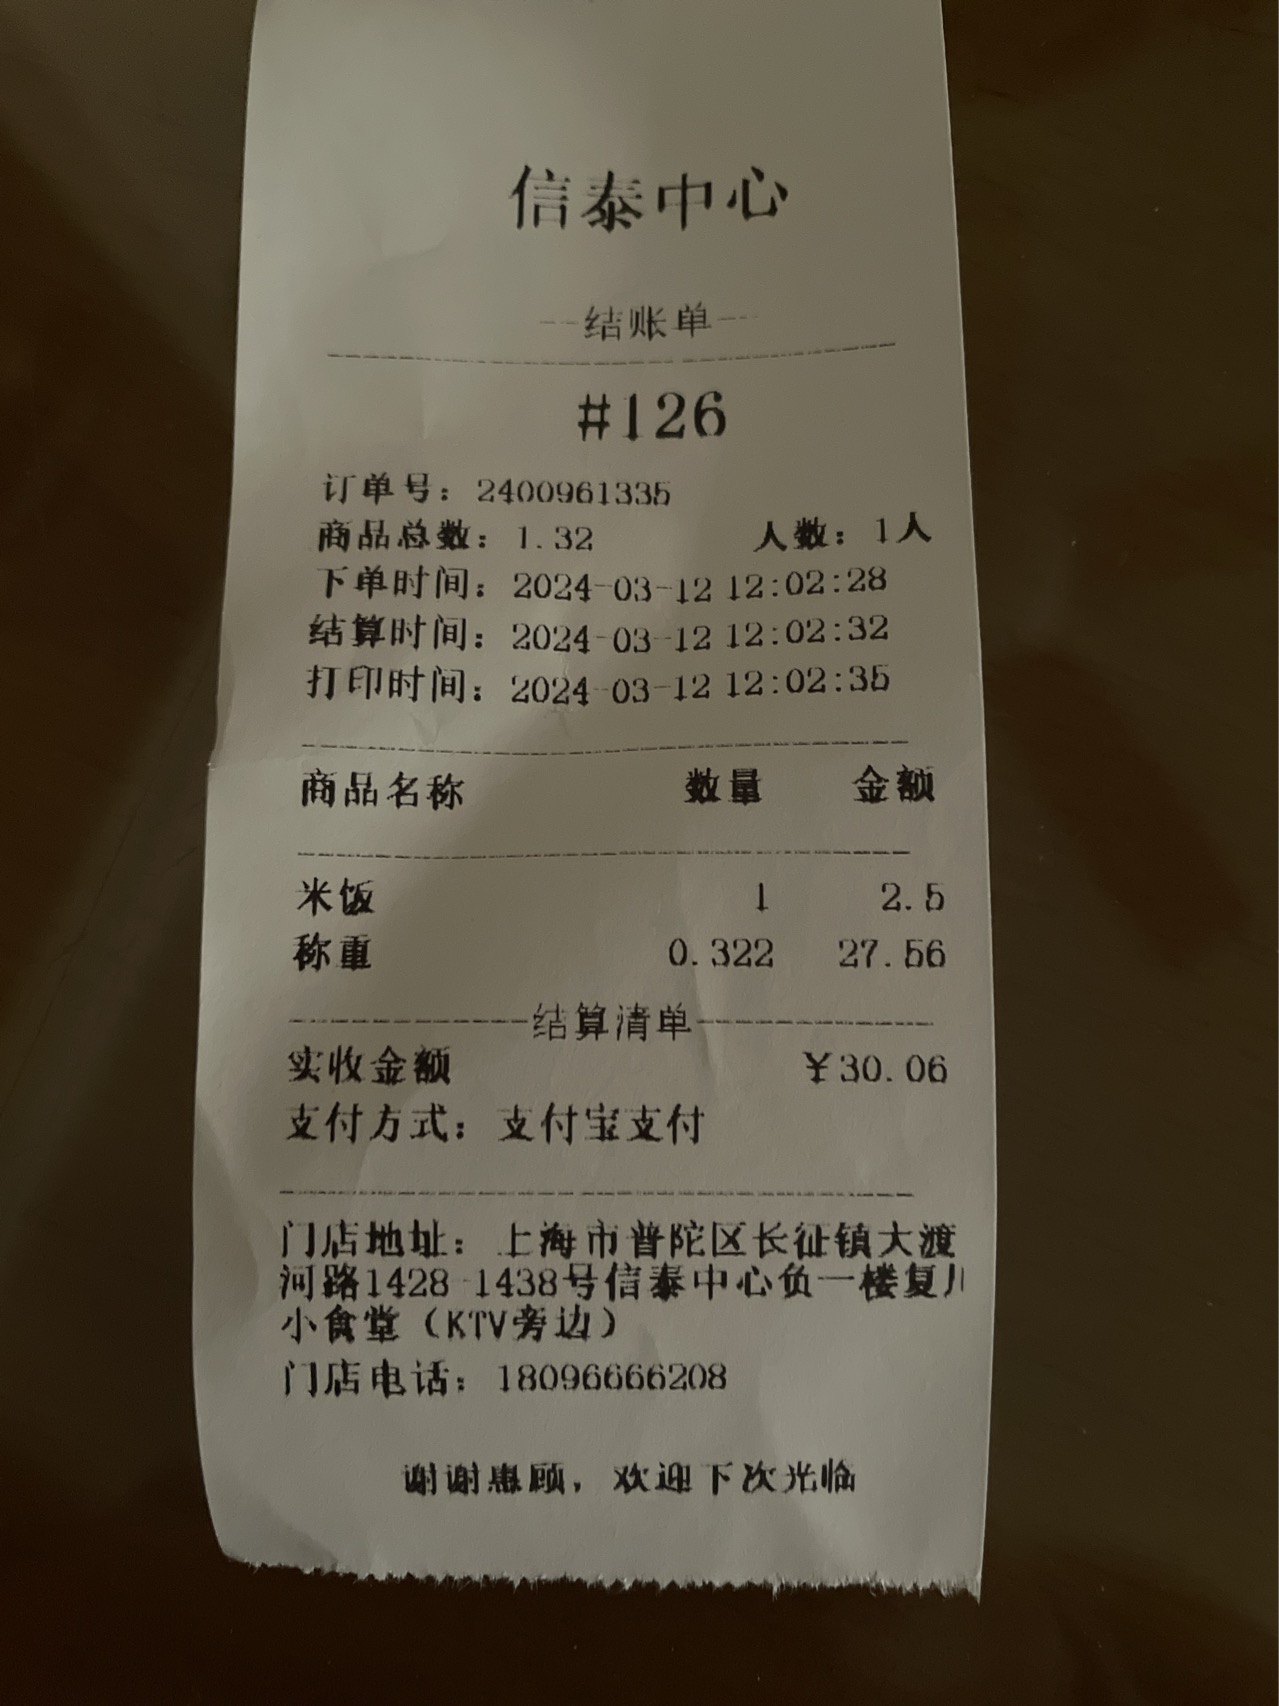 信泰中心
--结账单--
#126
订单号：2400961335
商品总数：1.32 人数：1人
下单时间：2024-03-12 12:02:28
结算时间：2024-03-12 12:02:32
打印时间：2024-03-12 12:02:35
商品名称 数量 金额
米饭 1 2.5
称重 0.322 27.56
结算清单
实收金额 ¥30.06
支付方式：支付宝支付
门店地址：上海市普陀区长征镇大渡
河路1428-1438号信泰中心负一楼复川
小食堂（KTV旁边）
门店电话：18096666208
谢谢惠顾，欢迎下次光临